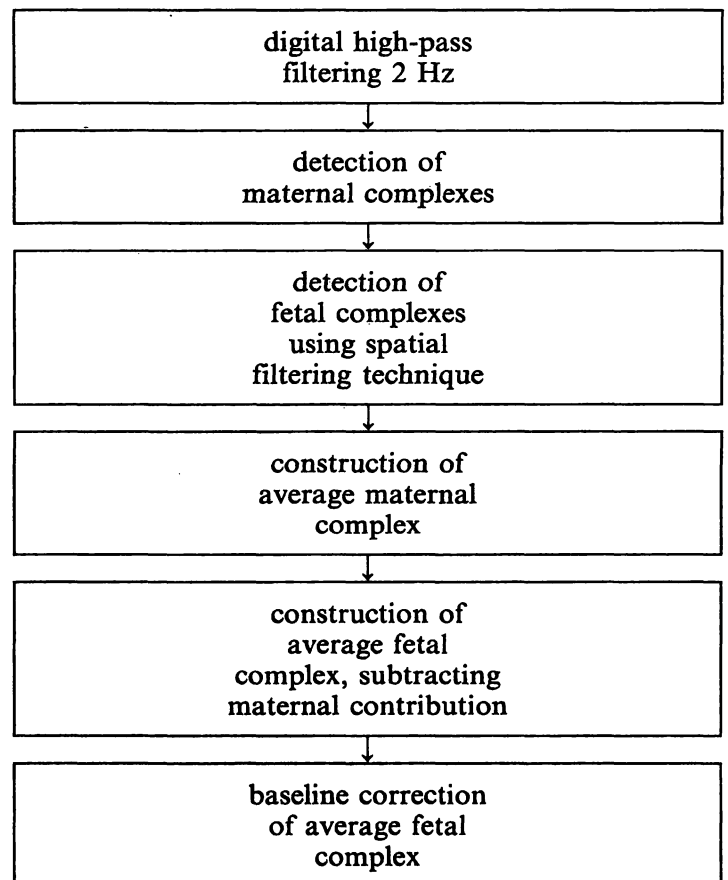 digital high-pass
filtering 2 Hz
detection of
maternal complexes
detection of
fetal complexes
using spatial
filtering technique
construction of
average maternal
complex
construction of
average fetal
complex, subtracting
maternal contribution
baseline correction
of average fetal
complex